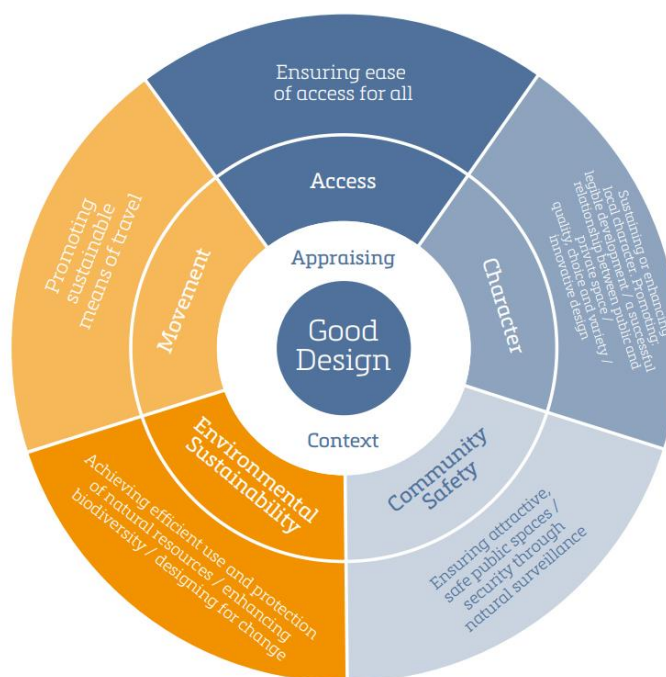 Ensuring ease
of access for all
Access
Sustaining or enhancing
local character. Promoting:
legible development / a successful
relationship between public and
private space /
quality, choice and variety /
innovative design
Character
Ensuring attractive,
safe public spaces /
security through
natural surveillance
Community
Safety
Achieving efficient use and protection
of natural resources / enhancing
biodiversity / designing for change
Environmental
Sustainability
Promoting
sustainable
means of travel
Movement
Appraising
Good
Design
Context